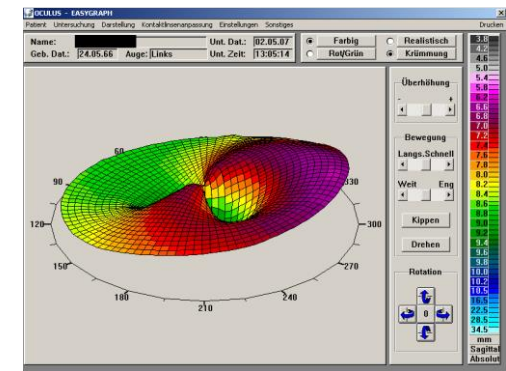 OCULUS - EASYGRAPH
Patient Untersuchung Darstellung Kontaktlinsenanpassung Einstellungen Sonstiges Drucken
Name: Unt. Dat.: 02.05.07
Geb. Dat.: 24.05.66 Auge: Links Unt. Zeit: 13:05:14
Farbig Realistisch
Rot/Grün Krümmung
Überhöhung
- +
Bewegung
Langs. Schnell
Weit Eng
Kippen
Drehen
Rotation
0
60
90
120
150
180
210
240
270
300
330
3.8
4.2
4.6
5.0
5.4
5.8
6.2
6.6
6.8
7.0
7.2
7.4
7.6
7.8
8.0
8.2
8.4
8.6
8.8
9.0
9.2
9.4
9.6
9.8
10.0
10.2
10.5
16.5
22.5
28.5
34.5
mm
Sagittal
Absolut